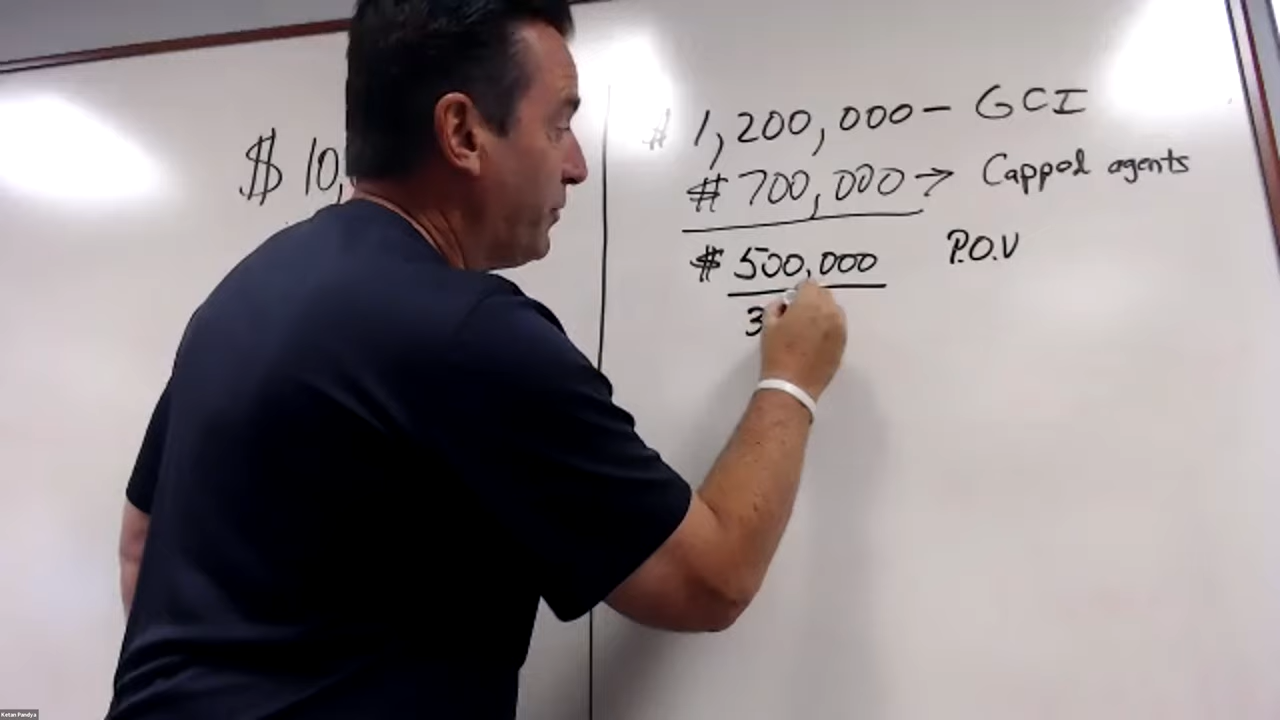 $ 10,
$ 1,200,000 - GCI
$ 700,000 → Capped agents
$ 500,000 P.O.V
3
Ketan Pandya